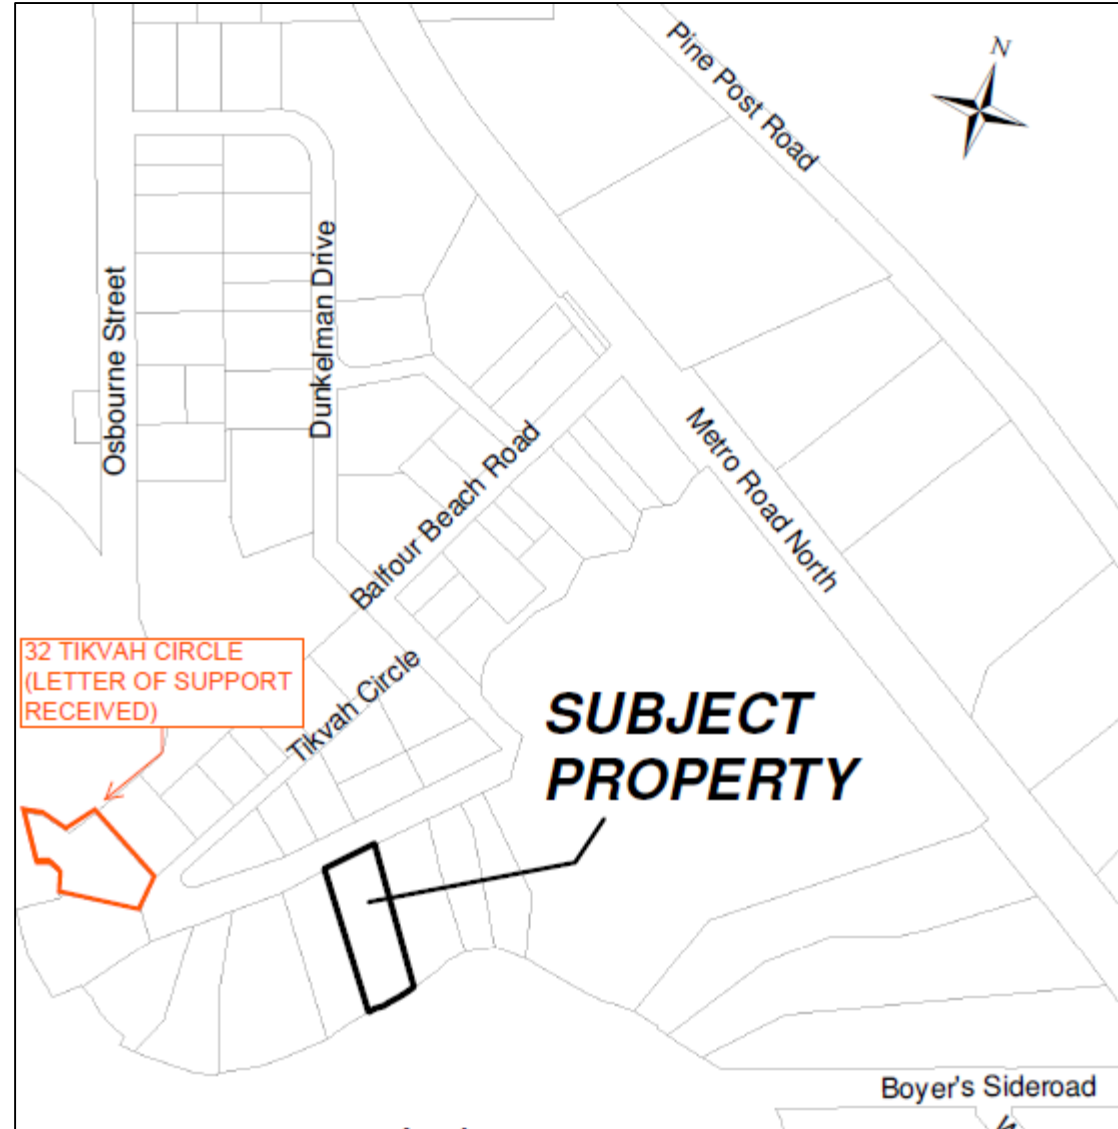 Pine Post Road
N
Dunkelman Drive
Osbourne Street
Balfour Beach Road
Metro Road North
32 TIKVAH CIRCLE
(LETTER OF SUPPORT
RECEIVED)
Tikvah Circle
SUBJECT
PROPERTY
Boyer's Sideroad